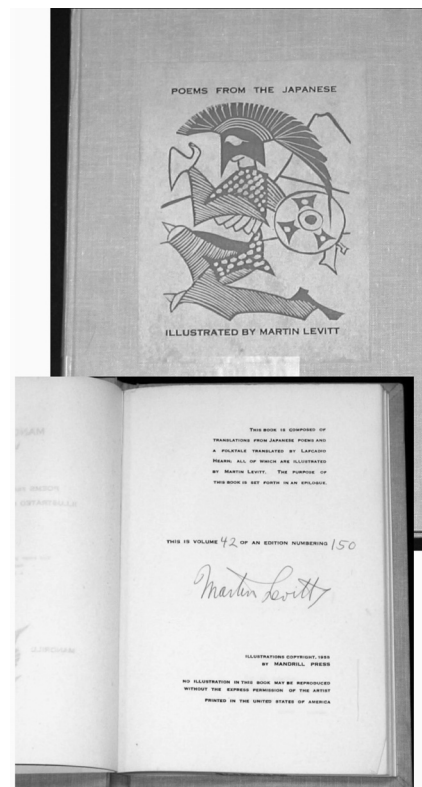 POEMS FROM THE JAPANESE
ILLUSTRATED BY MARTIN LEVITT
THIS BOOK IS COMPOSED OF
TRANSLATIONS FROM JAPANESE POEMS AND
A FOLKTALE TRANSLATED BY LAFCADIO
HEARN, ALL OF WHICH ARE ILLUSTRATED
BY MARTIN LEVITT. THE PURPOSE OF
THIS BOOK IS SET FORTH IN AN EPILOGUE.
THIS IS VOLUME 42 OF AN EDITION NUMBERING 150
Martin Levitt
ILLUSTRATIONS COPYRIGHT,
BY MANDRILL PRESS
NO ILLUSTRATION IN THIS BOOK MAY BE REPRODUCED
WITHOUT THE EXPRESS PERMISSION OF THE ARTIST
PRINTED IN THE UNITED STATES OF AMERICA